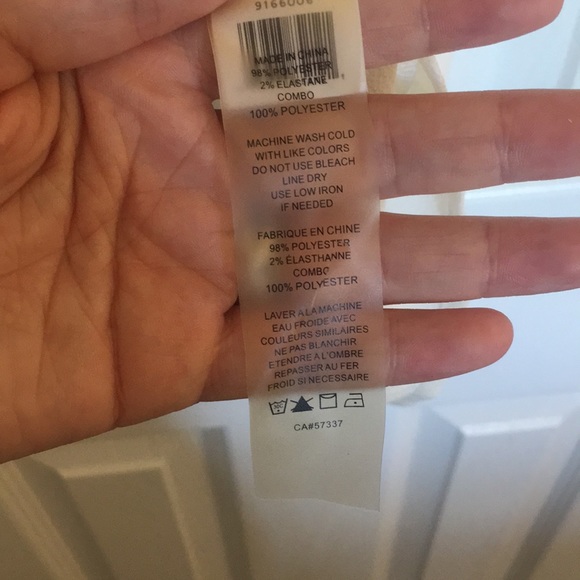 9166006
MADE IN CHINA
98% POLYESTER
2% ELASTANE
COMBO
100% POLYESTER
MACHINE WASH COLD
WITH LIKE COLORS
DO NOT USE BLEACH
LINE DRY
USE LOW IRON
IF NEEDED
FABRIQUE EN CHINE
98% POLYESTER
2% ÉLASTHANNE
COMBO
100% POLYESTER
LAVER A LA MACHINE
EAU FROIDE AVEC
COULEURS SIMILAIRES
NE PAS BLANCHIR
ETENDRE À L'OMBRE
REPASSER AU FER
FROID SI NECESSAIRE
CA#57337